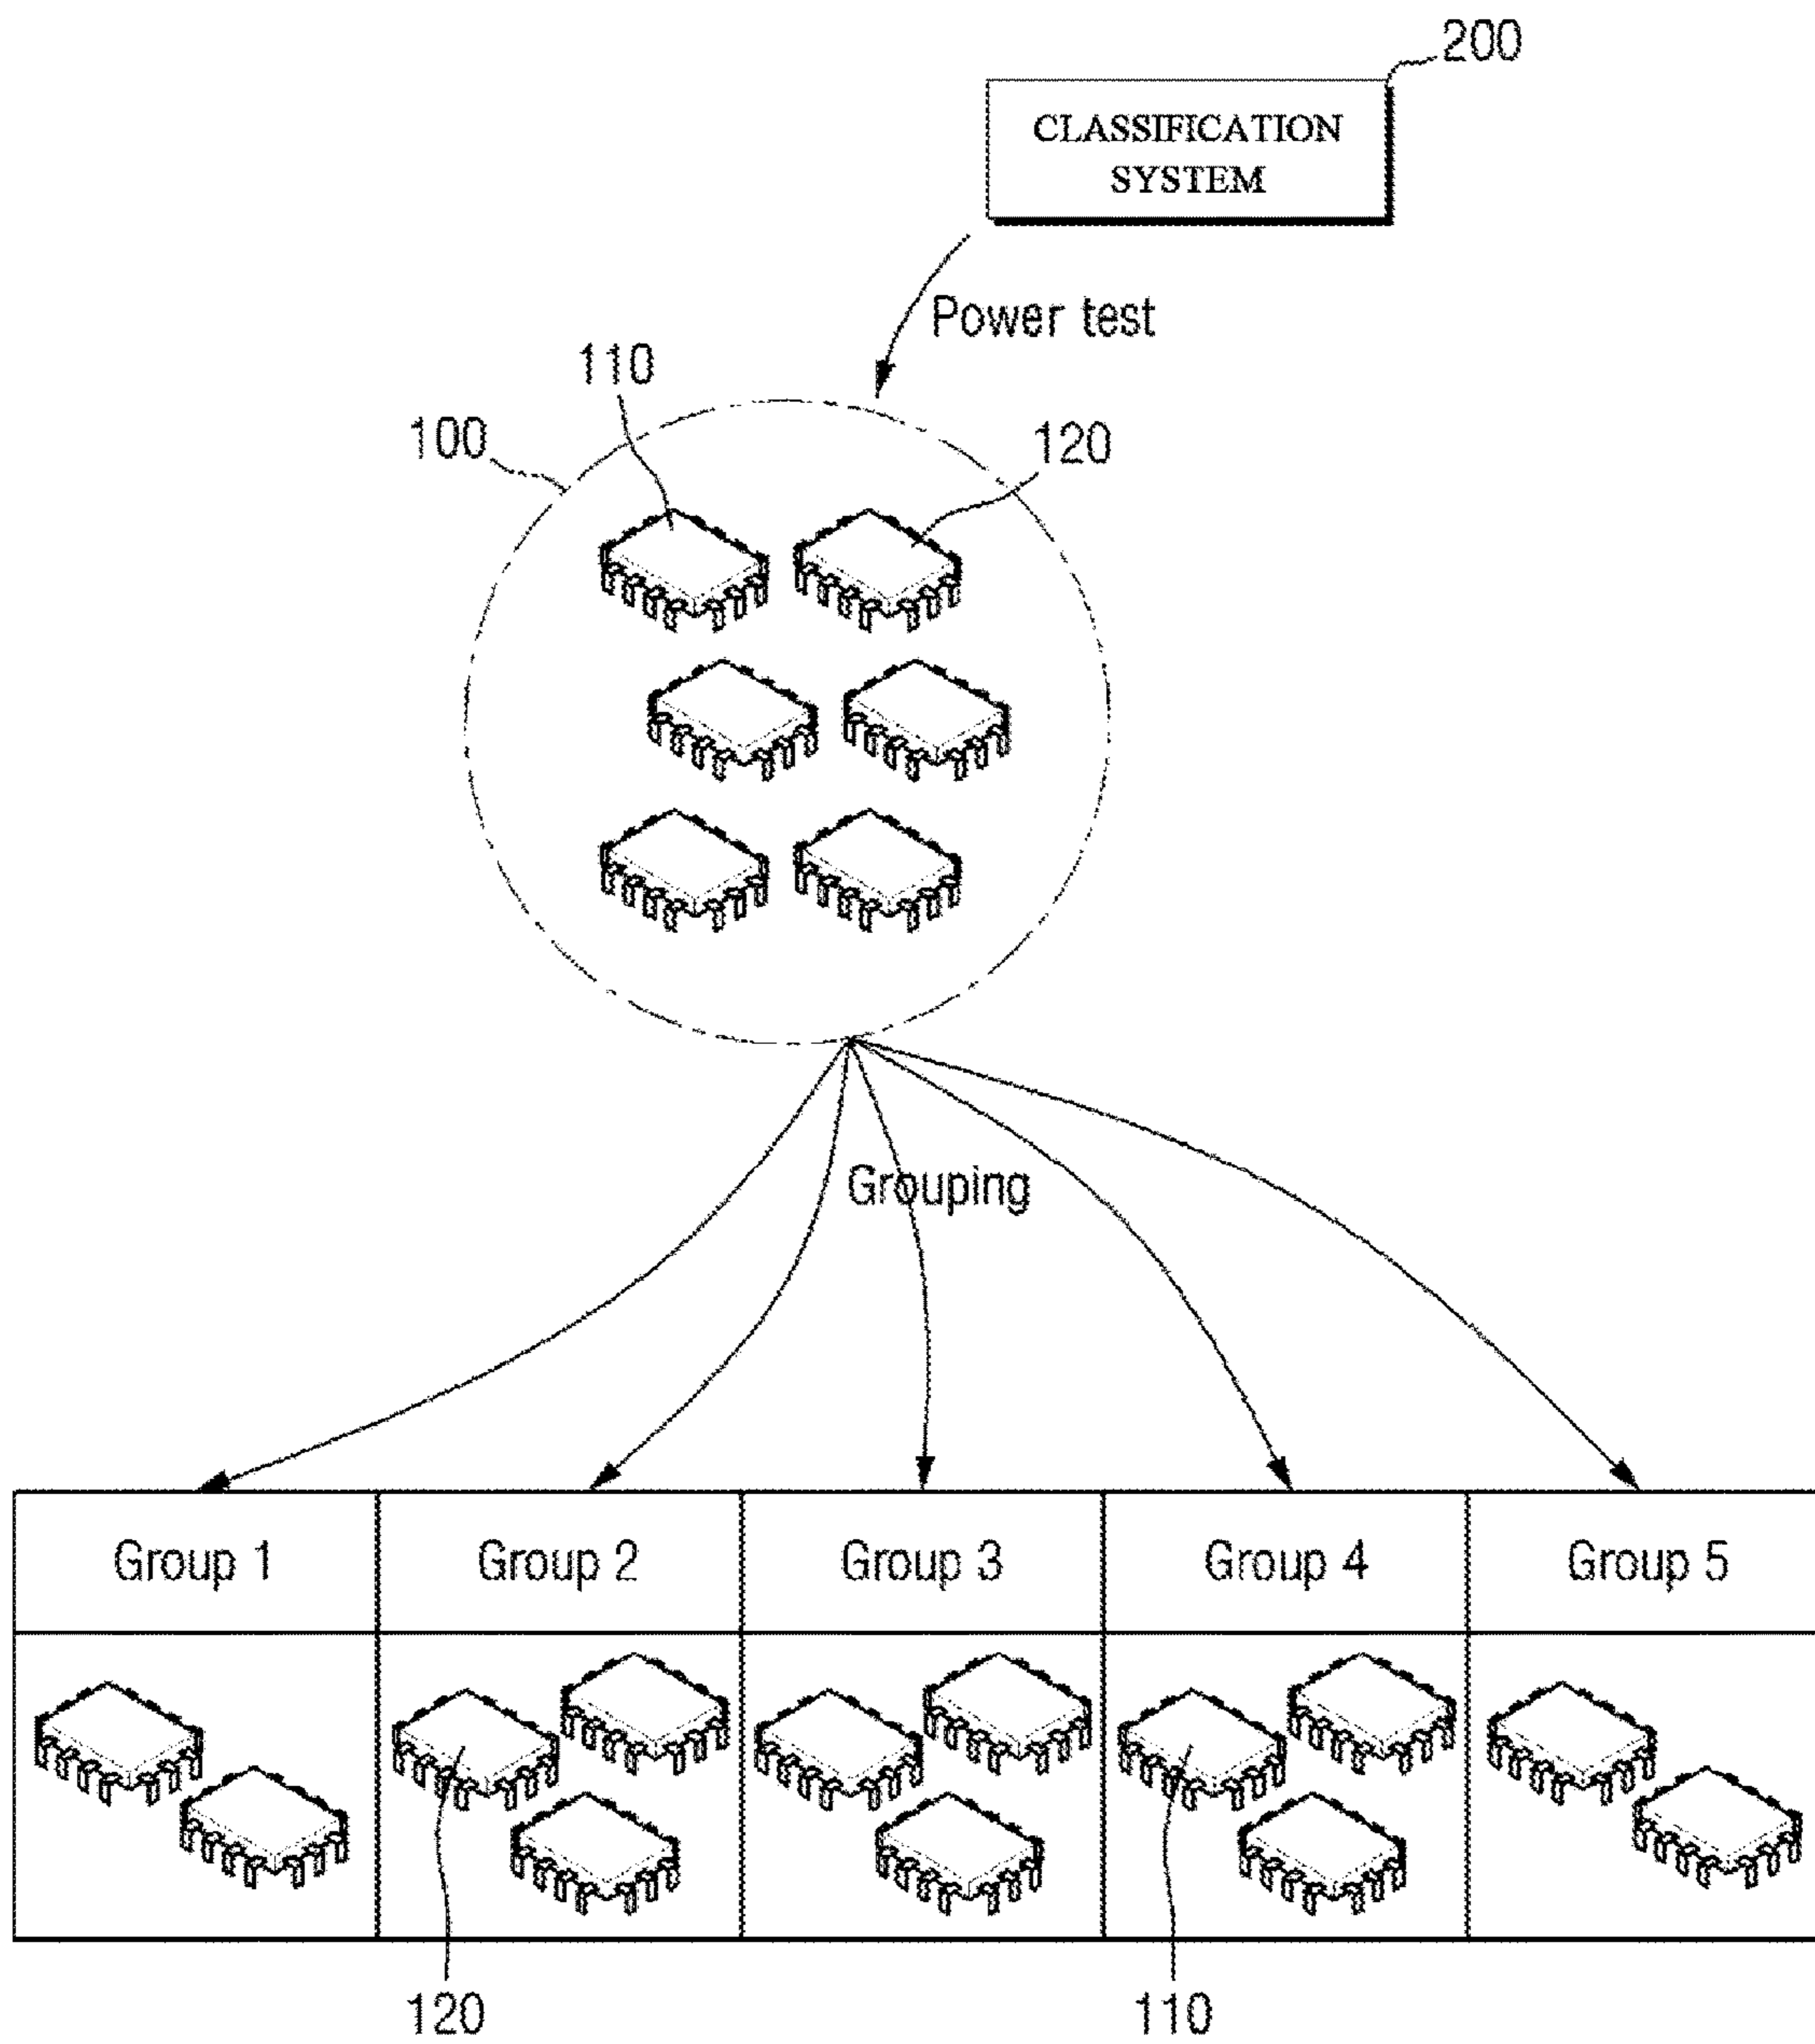 200
CLASSIFICATION
SYSTEM
Power test
110
100
120
Grouping
Group 1
Group 2
Group 3
Group 4
Group 5
120
110